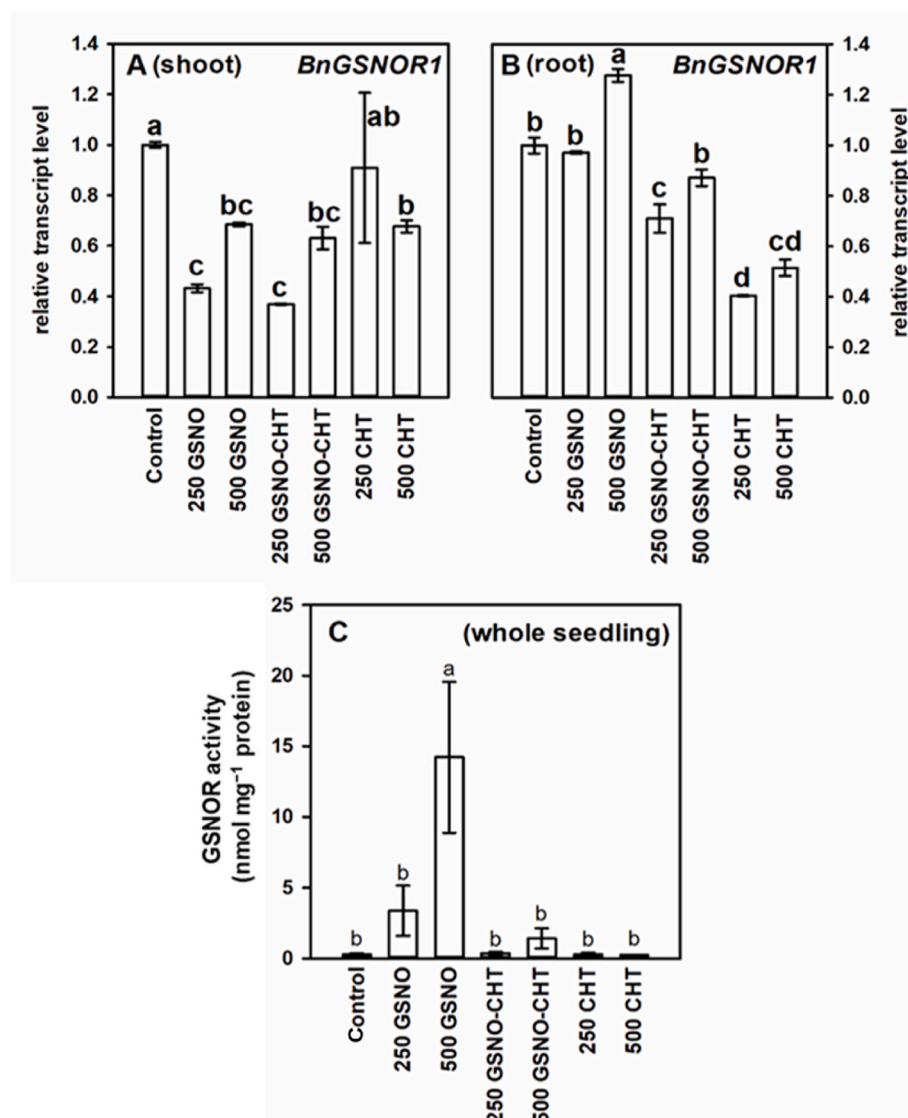 A (shoot) BnGSNOR1
relative transcript level
1.4
1.2
1.0
0.8
0.6
0.4
0.2
0.0
a
c
bc
c
bc
ab
b
Control
250 GSNO
500 GSNO
250 GSNO-CHT
500 GSNO-CHT
250 CHT
500 CHT
B (root) BnGSNOR1
relative transcript level
1.4
1.2
1.0
0.8
0.6
0.4
0.2
0.0
b
b
a
c
b
d
cd
Control
250 GSNO
500 GSNO
250 GSNO-CHT
500 GSNO-CHT
250 CHT
500 CHT
C (whole seedling)
GSNOR activity
(nmol mg⁻¹ protein)
25
20
15
10
5
0
b
b
a
b
b
b
b
Control
250 GSNO
500 GSNO
250 GSNO-CHT
500 GSNO-CHT
250 CHT
500 CHT